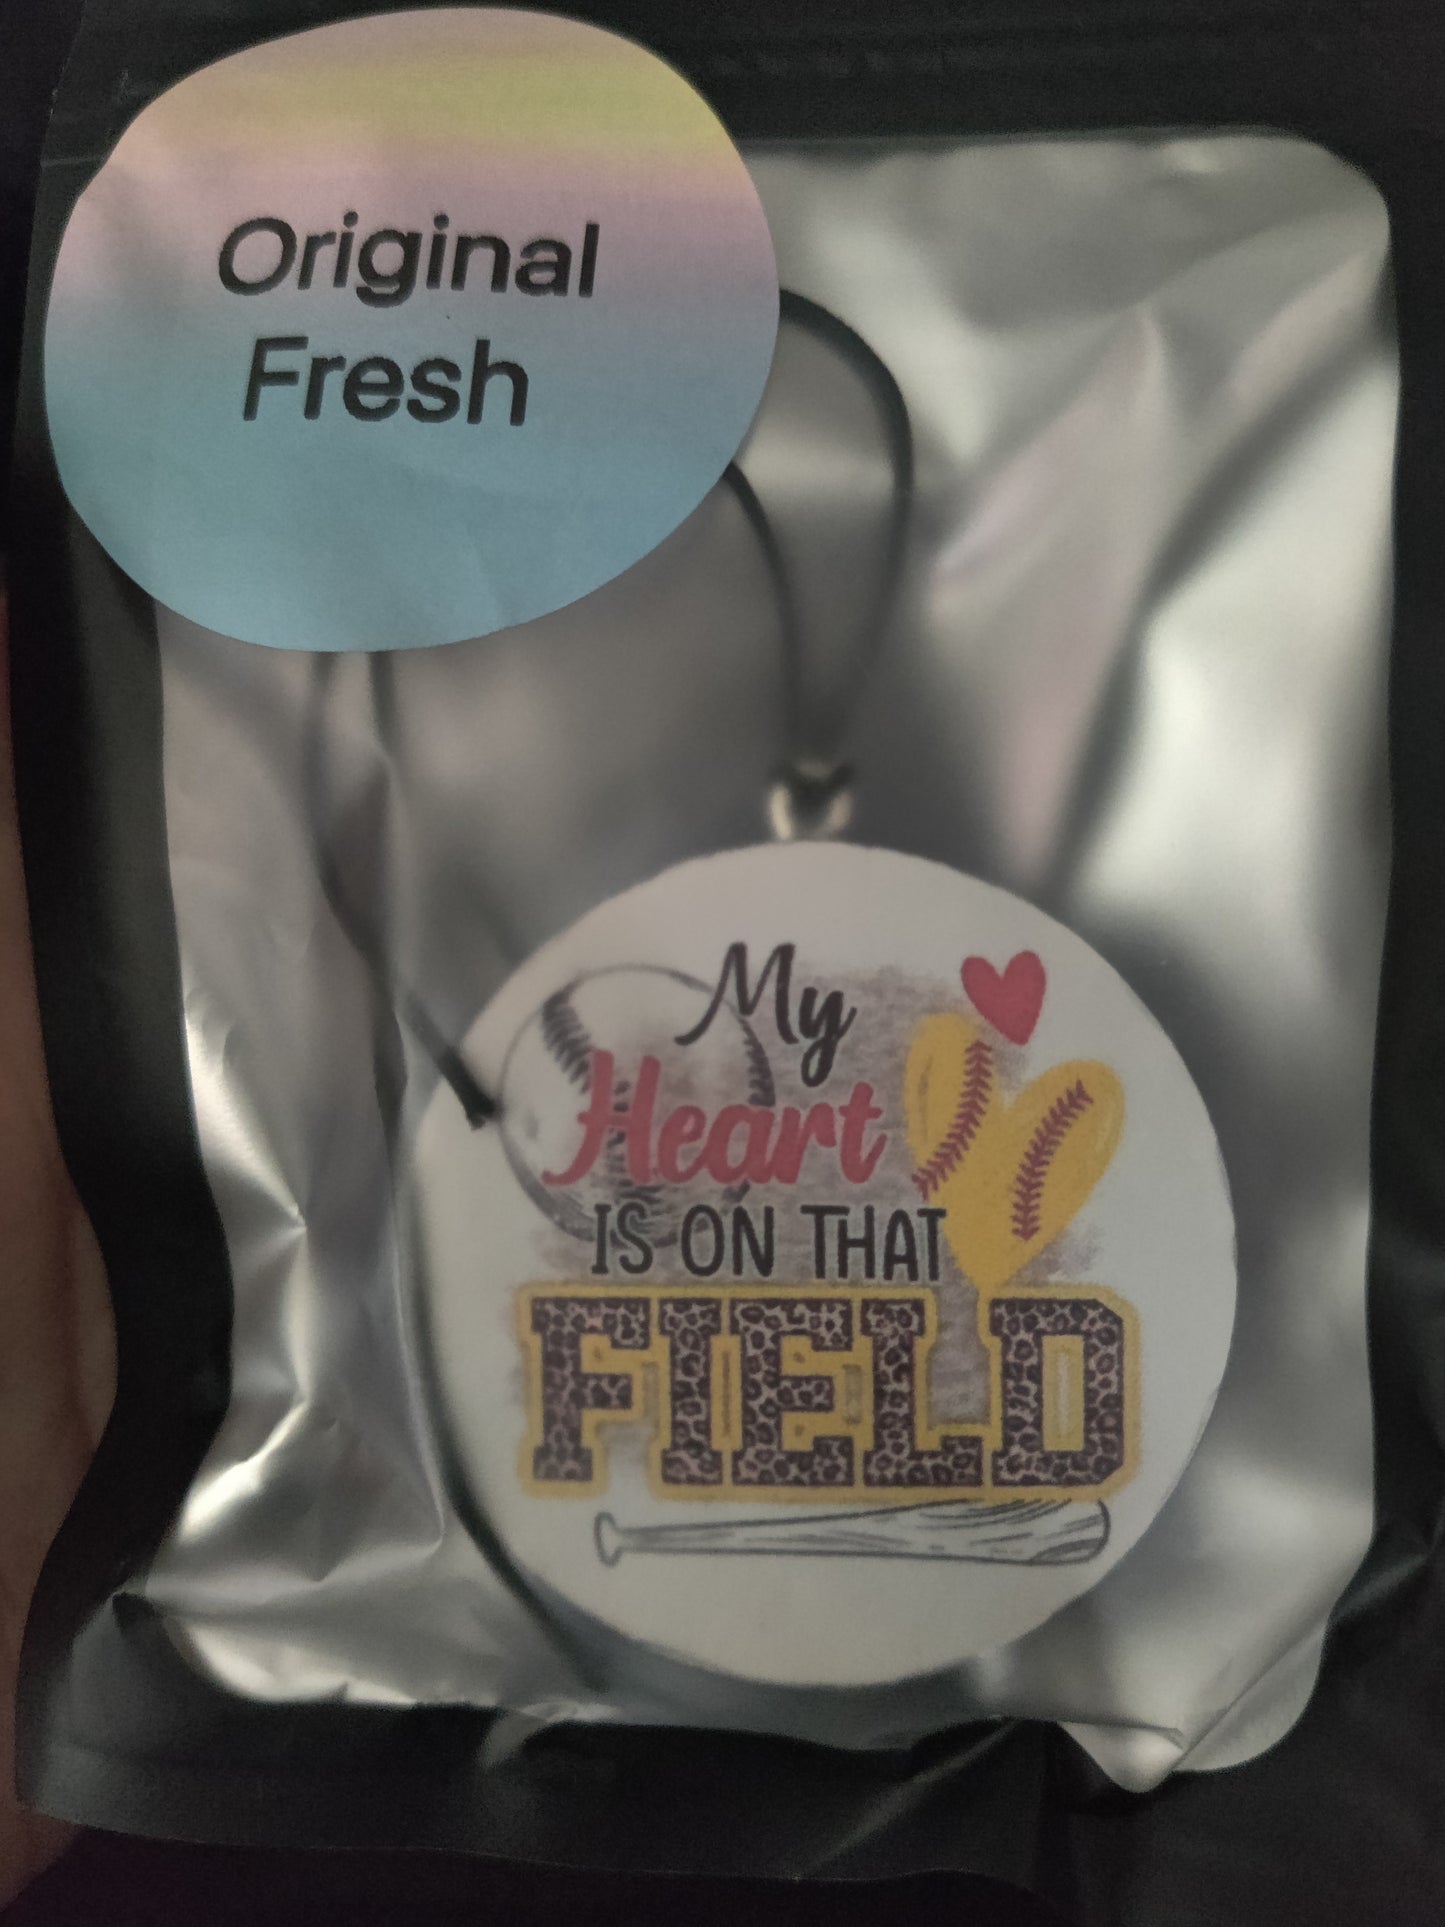 Original
Fresh
My
Heart
IS ON THAT
FIELD